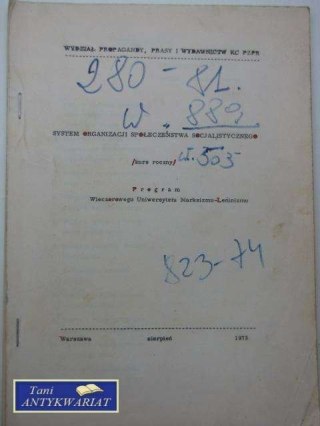 WYDZIAŁ PROPAGANDY, PRASY I WYDAWNICTW KC PZPR
280-81.
W „ 889
SYSTEM ORGANIZACJI SPOŁECZEŃSTWA SOCJALISTYCZNEGO
/kurs roczny/
503
Program
Wieczorowego Uniwersytetu Marksizmu-Leninizmu
823-74
Warszawa sierpień 1973
Tani
ANTYKWARIAT